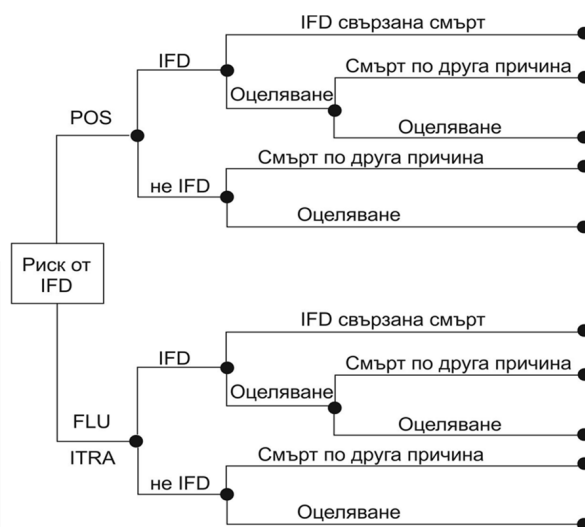 IFD свързана смърт
IFD
Смърт по друга причина
Оцеляване
POS
Оцеляване
Смърт по друга причина
не IFD
Оцеляване
Риск от
IFD
IFD свързана смърт
IFD
Смърт по друга причина
Оцеляване
FLU
Оцеляване
ITRA
Смърт по друга причина
не IFD
Оцеляване